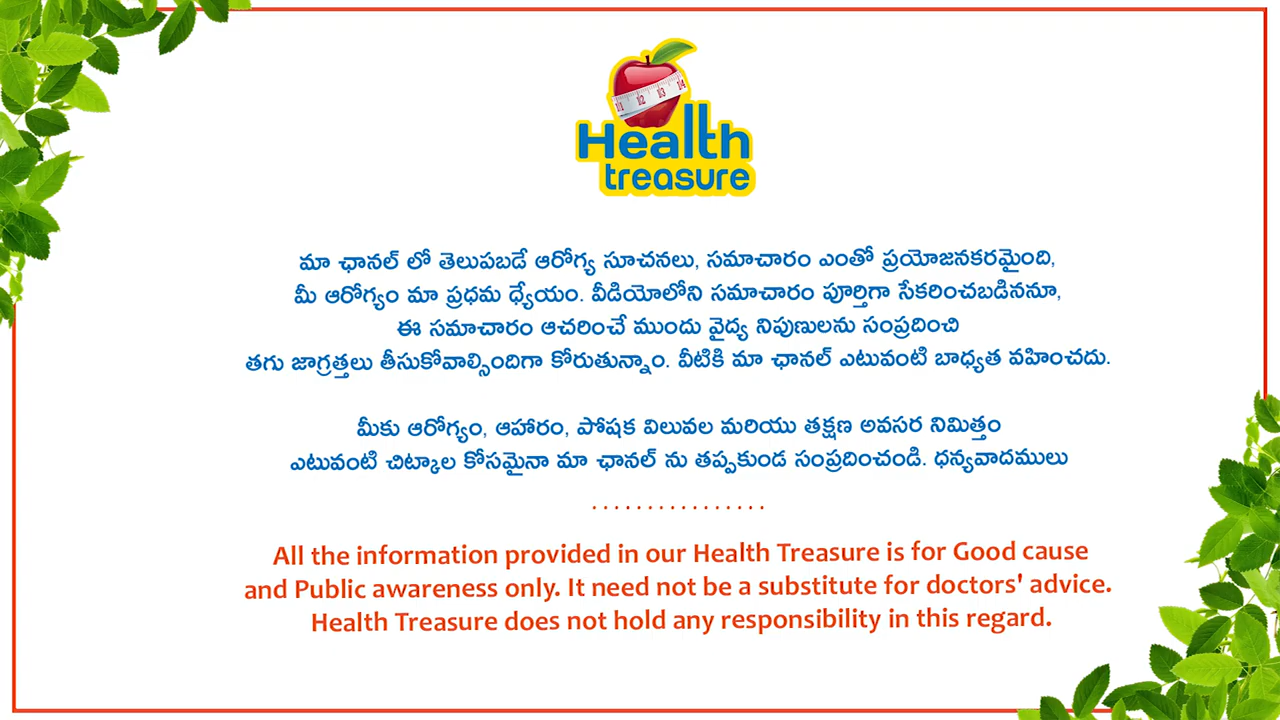 11 12 13 14
Health
treasure
మా ఛానల్ లో తెలుపబడే ఆరోగ్య సూచనలు, సమాచారం ఎంతో ప్రయోజనకరమైంది,
మీ ఆరోగ్యం మా ప్రధమ ధ్యేయం. వీడియోలోని సమాచారం పూర్తిగా సేకరించబడిననూ,
ఈ సమాచారం ఆచరించే ముందు వైద్య నిపుణులను సంప్రదించి
తగు జాగ్రత్తలు తీసుకోవాల్సిందిగా కోరుతున్నాం. వీటికి మా ఛానల్ ఎటువంటి బాధ్యత వహించదు.
మీకు ఆరోగ్యం, ఆహారం, పోషక విలువల మరియు తక్షణ అవసర నిమిత్తం
ఎటువంటి చిట్కాల కోసమైనా మా ఛానల్ ను తప్పకుండ సంప్రదించండి. ధన్యవాదములు
. . . . . . . . . . . . . . . .
All the information provided in our Health Treasure is for Good cause
and Public awareness only. It need not be a substitute for doctors' advice.
Health Treasure does not hold any responsibility in this regard.